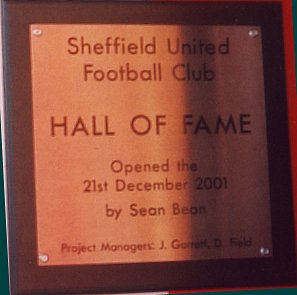 Sheffield United
Football Club
HALL OF FAME
Opened the
21st December 2001
by Sean Bean
Project Managers: J. Garrett, D. Field